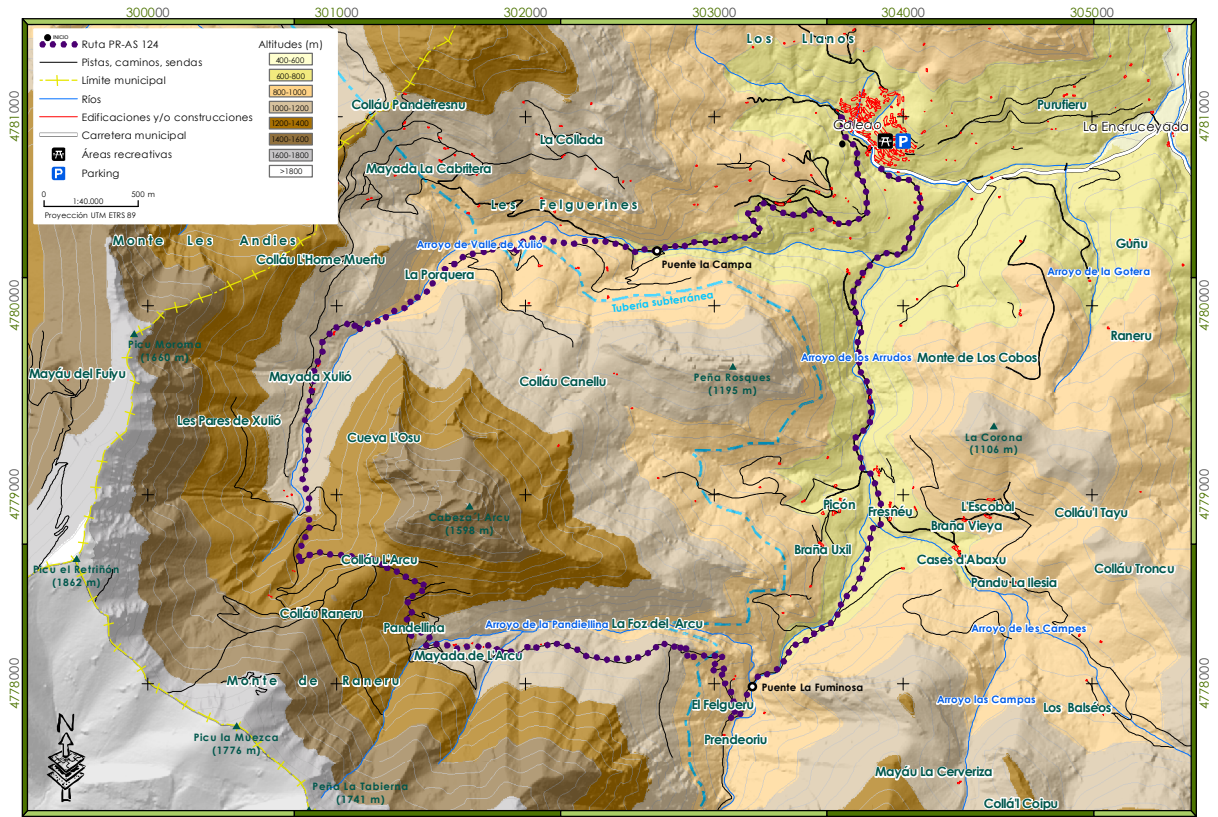 300000
301000
302000
303000
304000
305000
INICIO
Ruta PR-AS 124
Pistas, caminos, sendas
Límite municipal
Ríos
Edificaciones y/o construcciones
Carretera municipal
Áreas recreativas
Parking
0
500 m
1:40.000
Proyección UTM ETRS 89
Altitudes (m)
400-600
600-800
800-1000
1000-1200
1200-1400
1400-1600
1600-1800
>1800
Los Llanos
Colláu Pandefresnu
Purufieru
4781000
4781000
Caleao
P
La Encruceyada
La Collada
Mayada La Cabritera
Les Felguerines
Monte Les Andies
Arroyo de Valle de Xulió
Guñu
Colláu L'Home Muertu
Puente la Campa
La Porquera
Arroyo de la Gotera
4780000
4780000
Tubería subterránea
Picu Moroma
(1660 m)
Raneru
Arroyo de los Arrudos
Monte de Los Cobos
Mayáu del Fuiyu
Mayada Xulió
Colláu Canellu
Peña Rosques
(1195 m)
Les Pares de Xulió
Cueva L'Osu
La Corona
(1106 m)
4779000
4779000
Picón
Fresnéu
L'Escobal
Colláu'l Tayu
Cabeza'l Arcu
(1598 m)
Braña Vieya
Braña Uxil
Colláu L'Arcu
Cases d'Abaxu
Picu el Retriñón
(1862 m)
Colláu Troncu
Pandu La Ilesia
Colláu Raneru
Pandellina
Arroyo de la Pandiellina
La Foz del Arcu
Arroyo de les Campes
Mayada de L'Arcu
4778000
4778000
Monte de Raneru
Puente La Fuminosa
El Felgueru
Arroyo las Campas
Los Balséos
N
Picu la Muezca
(1776 m)
Prendeoriu
Mayáu La Cerveriza
Peña La Tabierna
(1741 m)
Collá'l Coipu